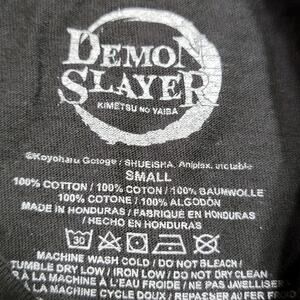 DEMON
SLAYER
KIMETSU NO YAIBA
©Koyoharu Gotoge / SHUEISHA, Aniplex, ufotable
SMALL
100% COTTON / 100% COTON / 100% BAUMWOLLE
100% COTONE / 100% ALGODÓN
MADE IN HONDURAS / FABRIQUÉ EN HONDURAS
/ HECHO EN HONDURAS
30
MACHINE WASH COLD / DO NOT BLEACH /
TUMBLE DRY LOW / IRON LOW / DO NOT DRY CLEAN
R À LA MACHINE À L'EAU FROIDE / NE PAS JAVELLISER
À LA MACHINE CYCLE DOUX / REPASSER AU FER FROID